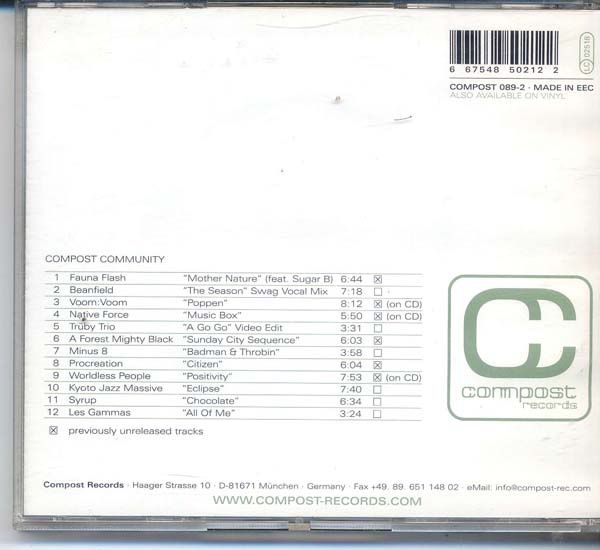 6 67548 50212 2
LC 02518
COMPOST 089-2 · MADE IN EEC
ALSO AVAILABLE ON VINYL
COMPOST COMMUNITY
1 Fauna Flash "Mother Nature" (feat. Sugar B) 6:44 ☒
2 Beanfield "The Season" Swag Vocal Mix 7:18 ☐
3 Voom:Voom "Poppen" 8:12 ☒ (on CD)
4 Native Force "Music Box" 5:50 ☒ (on CD)
5 Trüby Trio "A Go Go" Video Edit 3:31 ☐
6 A Forest Mighty Black "Sunday City Sequence" 6:03 ☒
7 Minus 8 "Badman & Throbin" 3:58 ☐
8 Procreation "Citizen" 6:04 ☒
9 Worldless People "Positivity" 7:53 ☒ (on CD)
10 Kyoto Jazz Massive "Eclipse" 7:40 ☐
11 Syrup "Chocolate" 6:34 ☐
12 Les Gammas "All Of Me" 3:24 ☐
☒ previously unreleased tracks
compost
records
Compost Records · Haager Strasse 10 · D-81671 München · Germany · Fax +49. 89. 651 148 02 · eMail: info@compost-rec.com
WWW.COMPOST-RECORDS.COM